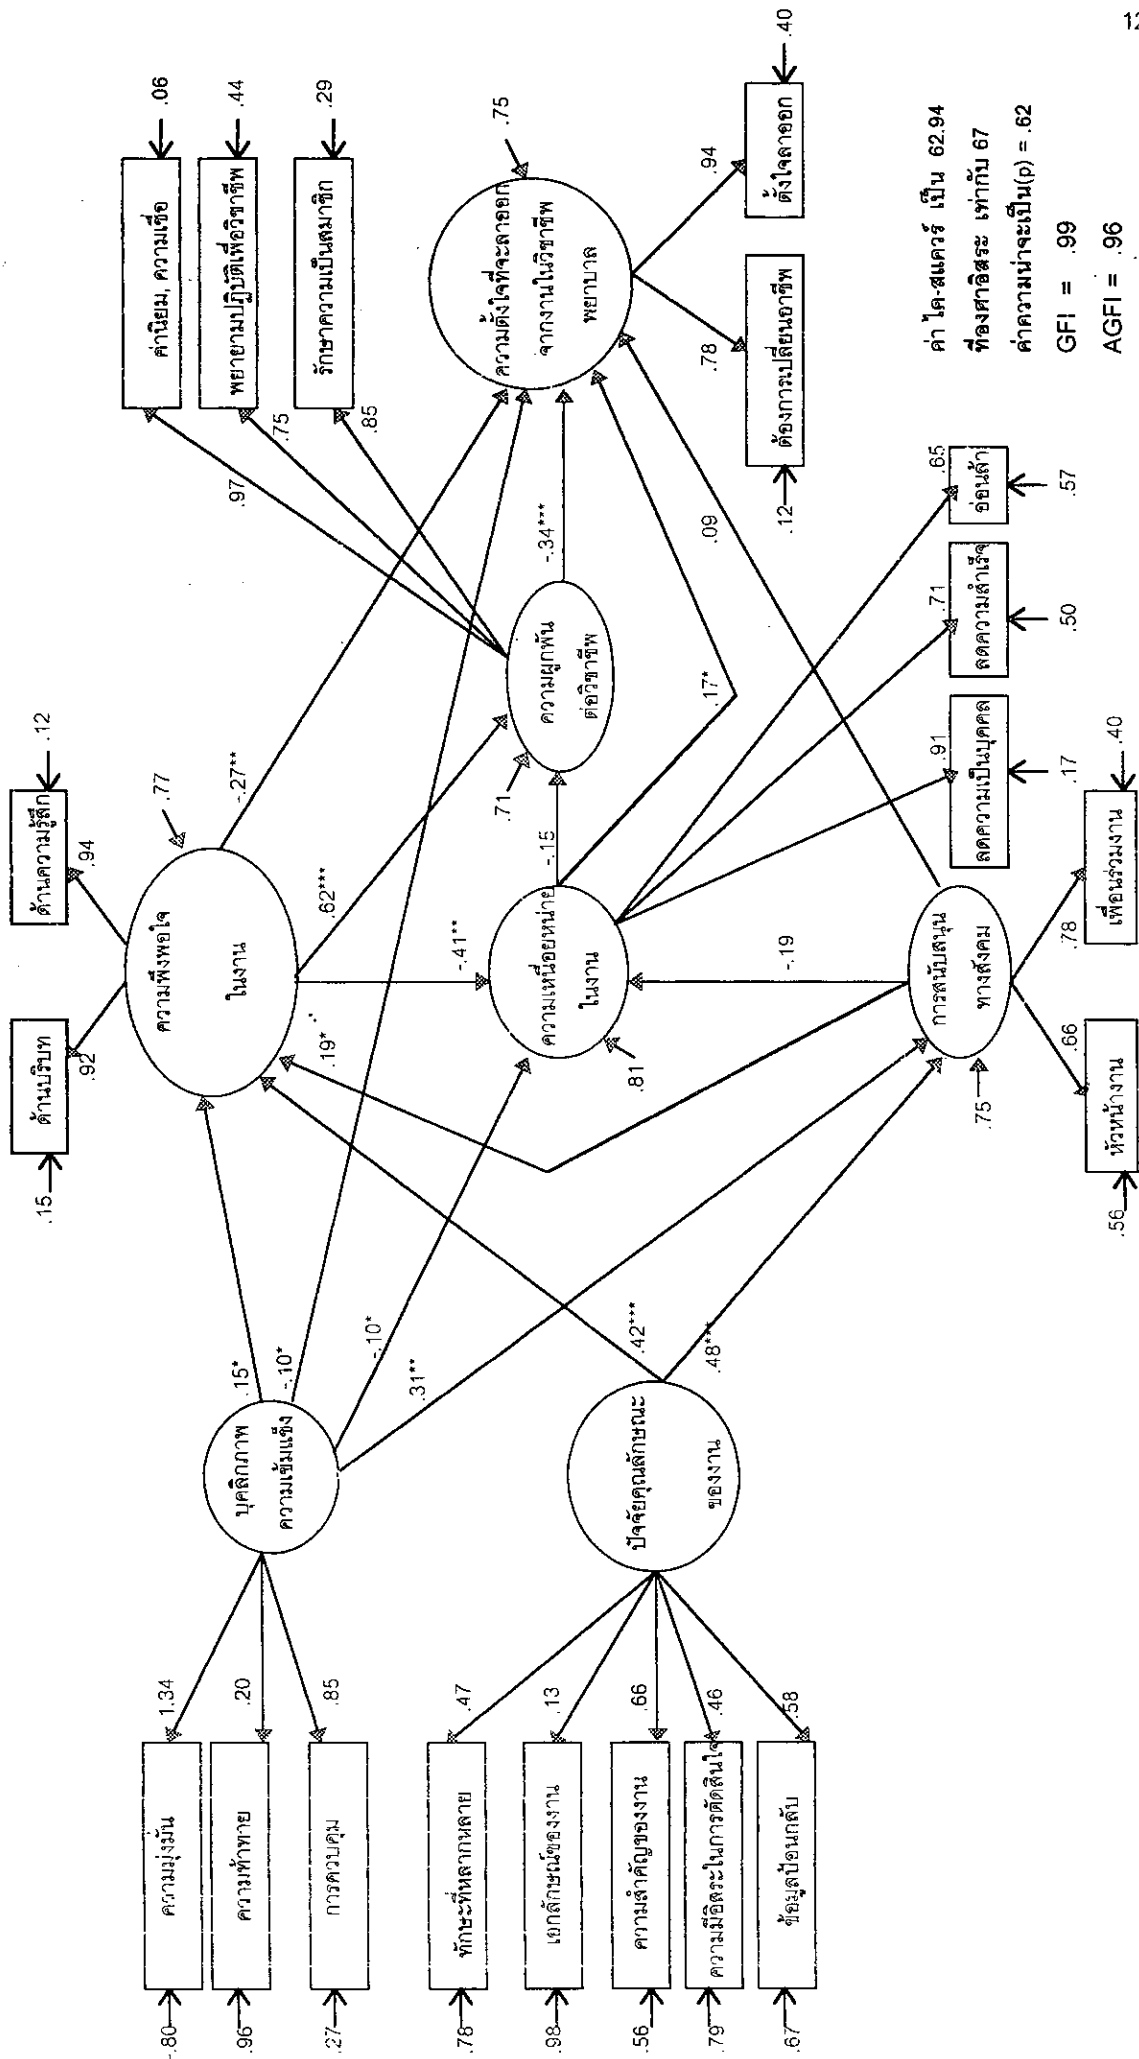 12
ด้านบริบท
.15
.92
ด้านความรู้สึก
.12
.94
ความพึงพอใจ
ในงาน
.77
ค่านิยม, ความเชื่อ
.06
.97
พยายามปฏิบัติเพื่อวิชาชีพ
.44
.75
รักษาความเป็นสมาชิก
.29
.85
ความมุ่งมั่น
-.80
1.34
ความท้าทาย
.96
.20
การควบคุม
.27
.85
บุคลิกภาพ
ความเข้มแข็ง
.15*
-.10*
-.10*
.31**
-.27**
.62***
-.41**
.19*
ความผูกพัน
ต่อวิชาชีพ
.71
-.34***
ความตั้งใจที่จะลาออก
จากงานในวิชาชีพ
พยาบาล
.75
ความเหนื่อยหน่าย
ในงาน
.81
-.15
.17*
-.19
.09
ทักษะที่หลากหลาย
.78
.47
เอกลักษณ์ของงาน
.98
.13
ความสำคัญของงาน
.56
.66
ความมีอิสระในการตัดสินใจ
.79
.46
ข้อมูลป้อนกลับ
.67
.58
ปัจจัยคุณลักษณะ
ของงาน
.42***
.48***
การสนับสนุน
ทางสังคม
.75
หัวหน้างาน
.56
.66
เพื่อนร่วมงาน
.40
.78
ลดความเป็นบุคคล
.91
.17
ลดความสำเร็จ
.71
.50
อ่อนล้า
.65
.57
ต้องการเปลี่ยนอาชีพ
.12
.78
ตั้งใจลาออก
.40
.94
ค่า ไค-สแควร์ เป็น 62.94
ที่องศาอิสระ เท่ากับ 67
ค่าความน่าจะเป็น(p) = .62
GFI = .99
AGFI = .96